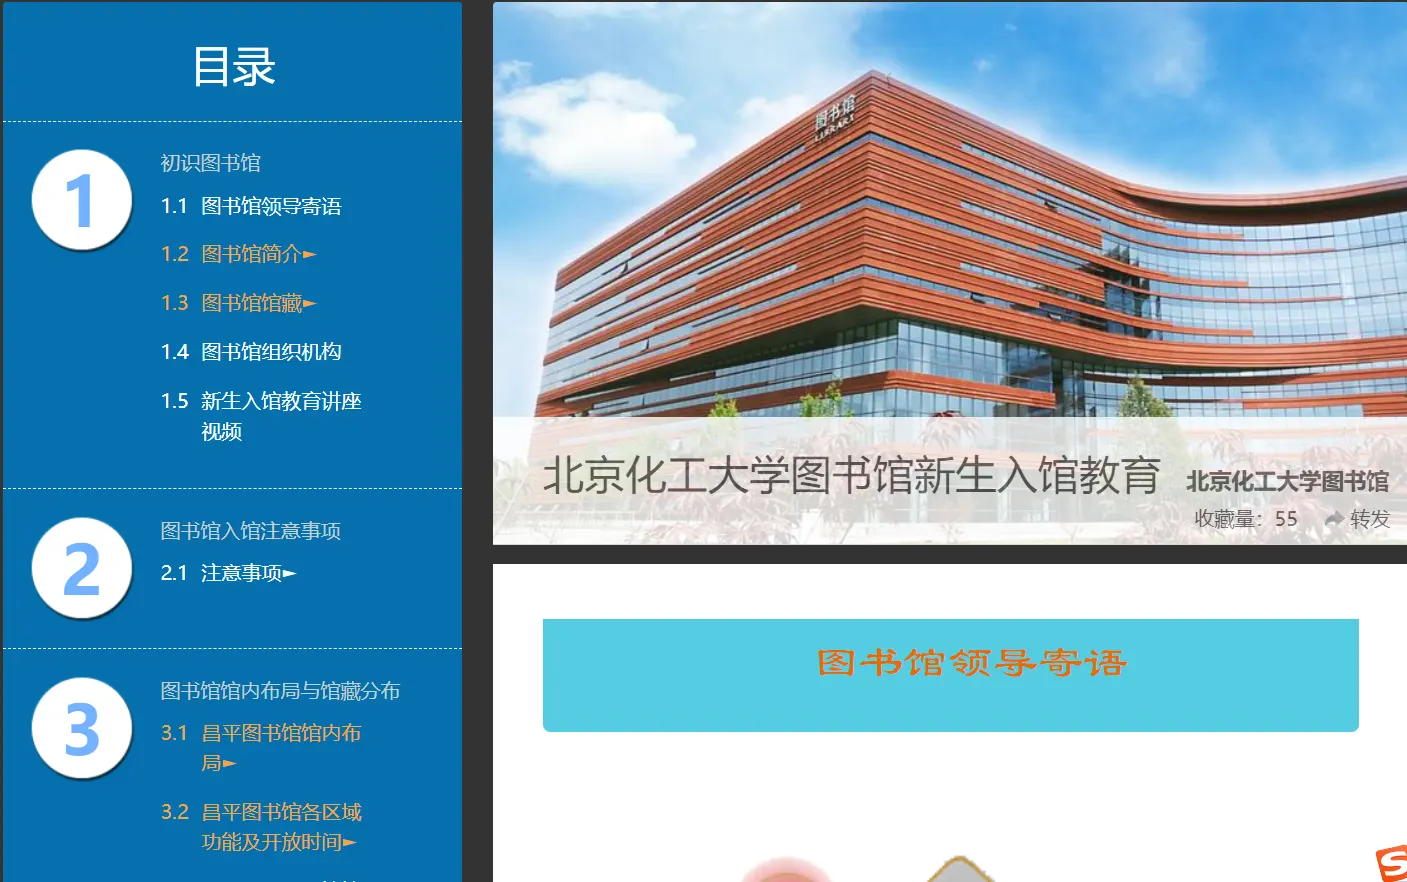 目录
1
初识图书馆
1.1 图书馆领导寄语
1.2 图书馆简介►
1.3 图书馆馆藏►
1.4 图书馆组织机构
1.5 新生入馆教育讲座
视频
2
图书馆入馆注意事项
2.1 注意事项►
3
图书馆馆内布局与馆藏分布
3.1 昌平图书馆馆内布
局►
3.2 昌平图书馆各区域
功能及开放时间►
图书馆
LIBRARY
北京化工大学图书馆新生入馆教育
北京化工大学图书馆
收藏量：55 转发
图书馆领导寄语
S